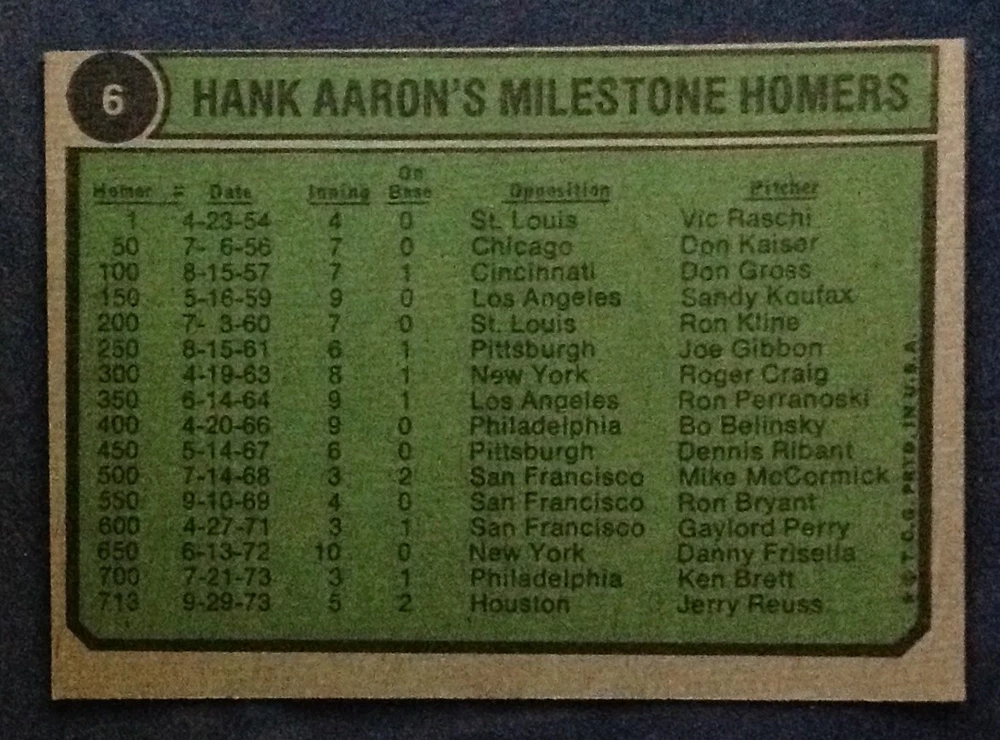 6 HANK AARON'S MILESTONE HOMERS
On
Homer # Date Inning Base Opposition Pitcher
1 4-23-54 4 0 St. Louis Vic Raschi
50 7- 6-56 7 0 Chicago Don Kaiser
100 8-15-57 7 1 Cincinnati Don Gross
150 5-16-59 9 0 Los Angeles Sandy Koufax
200 7- 3-60 7 0 St. Louis Ron Kline
250 8-15-61 6 1 Pittsburgh Joe Gibbon
300 4-19-63 8 1 New York Roger Craig
350 6-14-64 9 1 Los Angeles Ron Perranoski
400 4-20-66 9 0 Philadelphia Bo Belinsky
450 5-14-67 6 0 Pittsburgh Dennis Ribant
500 7-14-68 3 2 San Francisco Mike McCormick
550 9-10-69 4 0 San Francisco Ron Bryant
600 4-27-71 3 1 San Francisco Gaylord Perry
650 6-13-72 10 0 New York Danny Frisella
700 7-21-73 3 1 Philadelphia Ken Brett
713 9-29-73 5 2 Houston Jerry Reuss
* © T.C.G. PRTD. IN U.S.A.